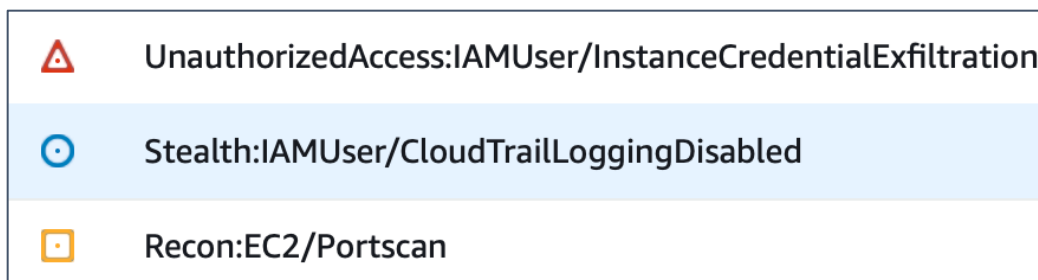 UnauthorizedAccess:IAMUser/InstanceCredentialExfiltration
Stealth:IAMUser/CloudTrailLoggingDisabled
Recon:EC2/Portscan